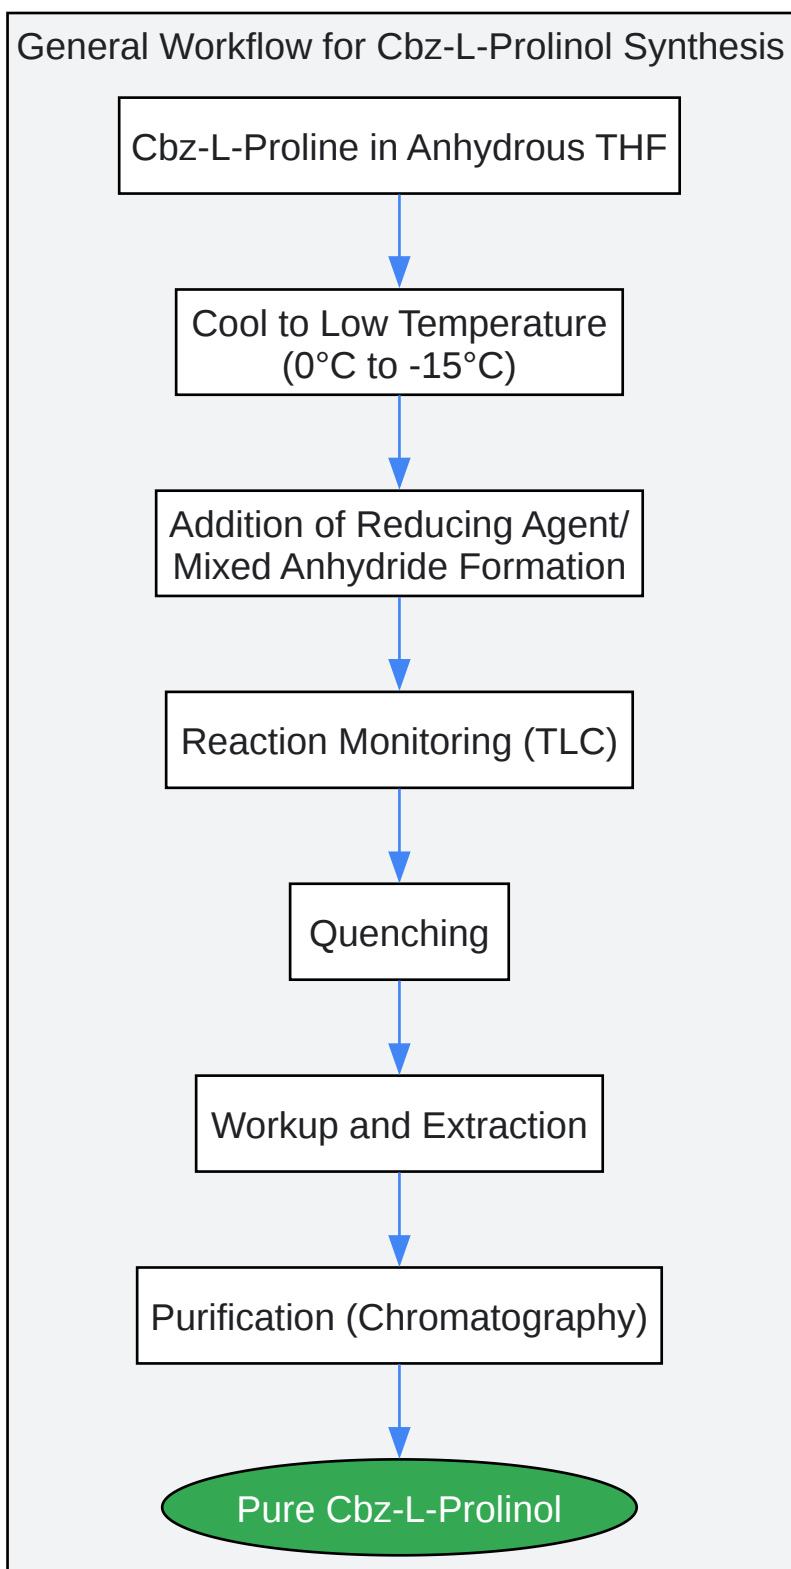 General Workflow for Cbz-L-Prolinol Synthesis
Cbz-L-Proline in Anhydrous THF
Cool to Low Temperature
(0°C to -15°C)
Addition of Reducing Agent/
Mixed Anhydride Formation
Reaction Monitoring (TLC)
Quenching
Workup and Extraction
Purification (Chromatography)
Pure Cbz-L-Prolinol